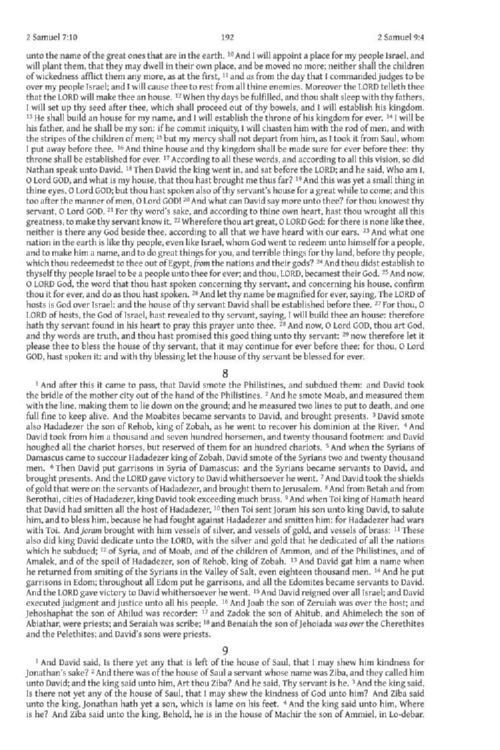 2 Samuel 7:10 192 2 Samuel 9:4
unto the name of the great ones that are in the earth. 10 And I will appoint a place for my people Israel, and
will plant them, that they may dwell in their own place, and be moved no more; neither shall the children
of wickedness afflict them any more, as at the first, 11 and as from the day that I commanded judges to be
over my people Israel; and I will cause thee to rest from all thine enemies. Moreover the LORD telleth thee
that the LORD will make thee an house. 12 When thy days be fulfilled, and thou shalt sleep with thy fathers,
I will set up thy seed after thee, which shall proceed out of thy bowels, and I will establish his kingdom.
13 He shall build an house for my name, and I will establish the throne of his kingdom for ever. 14 I will be
his father, and he shall be my son: if he commit iniquity, I will chasten him with the rod of men, and with
the stripes of the children of men; 15 but my mercy shall not depart from him, as I took it from Saul, whom
I put away before thee. 16 And thine house and thy kingdom shall be made sure for ever before thee: thy
throne shall be established for ever. 17 According to all these words, and according to all this vision, so did
Nathan speak unto David. 18 Then David the king went in, and sat before the LORD; and he said, Who am I,
O Lord GOD, and what is my house, that thou hast brought me thus far? 19 And this was yet a small thing in
thine eyes, O Lord GOD; but thou hast spoken also of thy servant's house for a great while to come; and this
too after the manner of men, O Lord GOD! 20 And what can David say more unto thee? for thou knowest thy
servant, O Lord GOD. 21 For thy word's sake, and according to thine own heart, hast thou wrought all this
greatness, to make thy servant know it. 22 Wherefore thou art great, O LORD God: for there is none like thee,
neither is there any God beside thee, according to all that we have heard with our ears. 23 And what one
nation in the earth is like thy people, even like Israel, whom God went to redeem unto himself for a people,
and to make him a name, and to do great things for you, and terrible things for thy land, before thy people,
which thou redeemedst to thee out of Egypt, from the nations and their gods? 24 And thou didst establish to
thyself thy people Israel to be a people unto thee for ever; and thou, LORD, becamest their God. 25 And now,
O LORD God, the word that thou hast spoken concerning thy servant, and concerning his house, confirm
thou it for ever, and do as thou hast spoken. 26 And let thy name be magnified for ever, saying, The LORD of
hosts is God over Israel: and the house of thy servant David shall be established before thee. 27 For thou, O
LORD of hosts, the God of Israel, hast revealed to thy servant, saying, I will build thee an house: therefore
hath thy servant found in his heart to pray this prayer unto thee. 28 And now, O Lord GOD, thou art God,
and thy words are truth, and thou hast promised this good thing unto thy servant: 29 now therefore let it
please thee to bless the house of thy servant, that it may continue for ever before thee: for thou, O Lord
GOD, hast spoken it: and with thy blessing let the house of thy servant be blessed for ever.
8
1 And after this it came to pass, that David smote the Philistines, and subdued them: and David took
the bridle of the mother city out of the hand of the Philistines. 2 And he smote Moab, and measured them
with the line, making them to lie down on the ground; and he measured two lines to put to death, and one
full line to keep alive. And the Moabites became servants to David, and brought presents. 3 David smote
also Hadadezer the son of Rehob, king of Zobah, as he went to recover his dominion at the River. 4 And
David took from him a thousand and seven hundred horsemen, and twenty thousand footmen: and David
houghed all the chariot horses, but reserved of them for an hundred chariots. 5 And when the Syrians of
Damascus came to succour Hadadezer king of Zobah, David smote of the Syrians two and twenty thousand
men. 6 Then David put garrisons in Syria of Damascus: and the Syrians became servants to David, and
brought presents. And the LORD gave victory to David whithersoever he went. 7 And David took the shields
of gold that were on the servants of Hadadezer, and brought them to Jerusalem. 8 And from Betah and from
Berothai, cities of Hadadezer, king David took exceeding much brass. 9 And when Toi king of Hamath heard
that David had smitten all the host of Hadadezer, 10 then Toi sent Joram his son unto king David, to salute
him, and to bless him, because he had fought against Hadadezer and smitten him: for Hadadezer had wars
with Toi. And Joram brought with him vessels of silver, and vessels of gold, and vessels of brass: 11 These
also did king David dedicate unto the LORD, with the silver and gold that he dedicated of all the nations
which he subdued; 12 of Syria, and of Moab, and of the children of Ammon, and of the Philistines, and of
Amalek, and of the spoil of Hadadezer, son of Rehob, king of Zobah. 13 And David gat him a name when
he returned from smiting of the Syrians in the Valley of Salt, even eighteen thousand men. 14 And he put
garrisons in Edom; throughout all Edom put he garrisons, and all the Edomites became servants to David.
And the LORD gave victory to David whithersoever he went. 15 And David reigned over all Israel; and David
executed judgment and justice unto all his people. 16 And Joab the son of Zeruiah was over the host; and
Jehoshaphat the son of Ahilud was recorder; 17 and Zadok the son of Ahitub, and Ahimelech the son of
Abiathar, were priests; and Seraiah was scribe; 18 and Benaiah the son of Jehoiada was over the Cherethites
and the Pelethites; and David's sons were priests.
9
1 And David said, Is there yet any that is left of the house of Saul, that I may shew him kindness for
Jonathan's sake? 2 And there was of the house of Saul a servant whose name was Ziba, and they called him
unto David; and the king said unto him, Art thou Ziba? And he said, Thy servant is he. 3 And the king said,
Is there not yet any of the house of Saul, that I may shew the kindness of God unto him? And Ziba said
unto the king, Jonathan hath yet a son, which is lame on his feet. 4 And the king said unto him, Where
is he? And Ziba said unto the king, Behold, he is in the house of Machir the son of Ammiel, in Lo-debar.